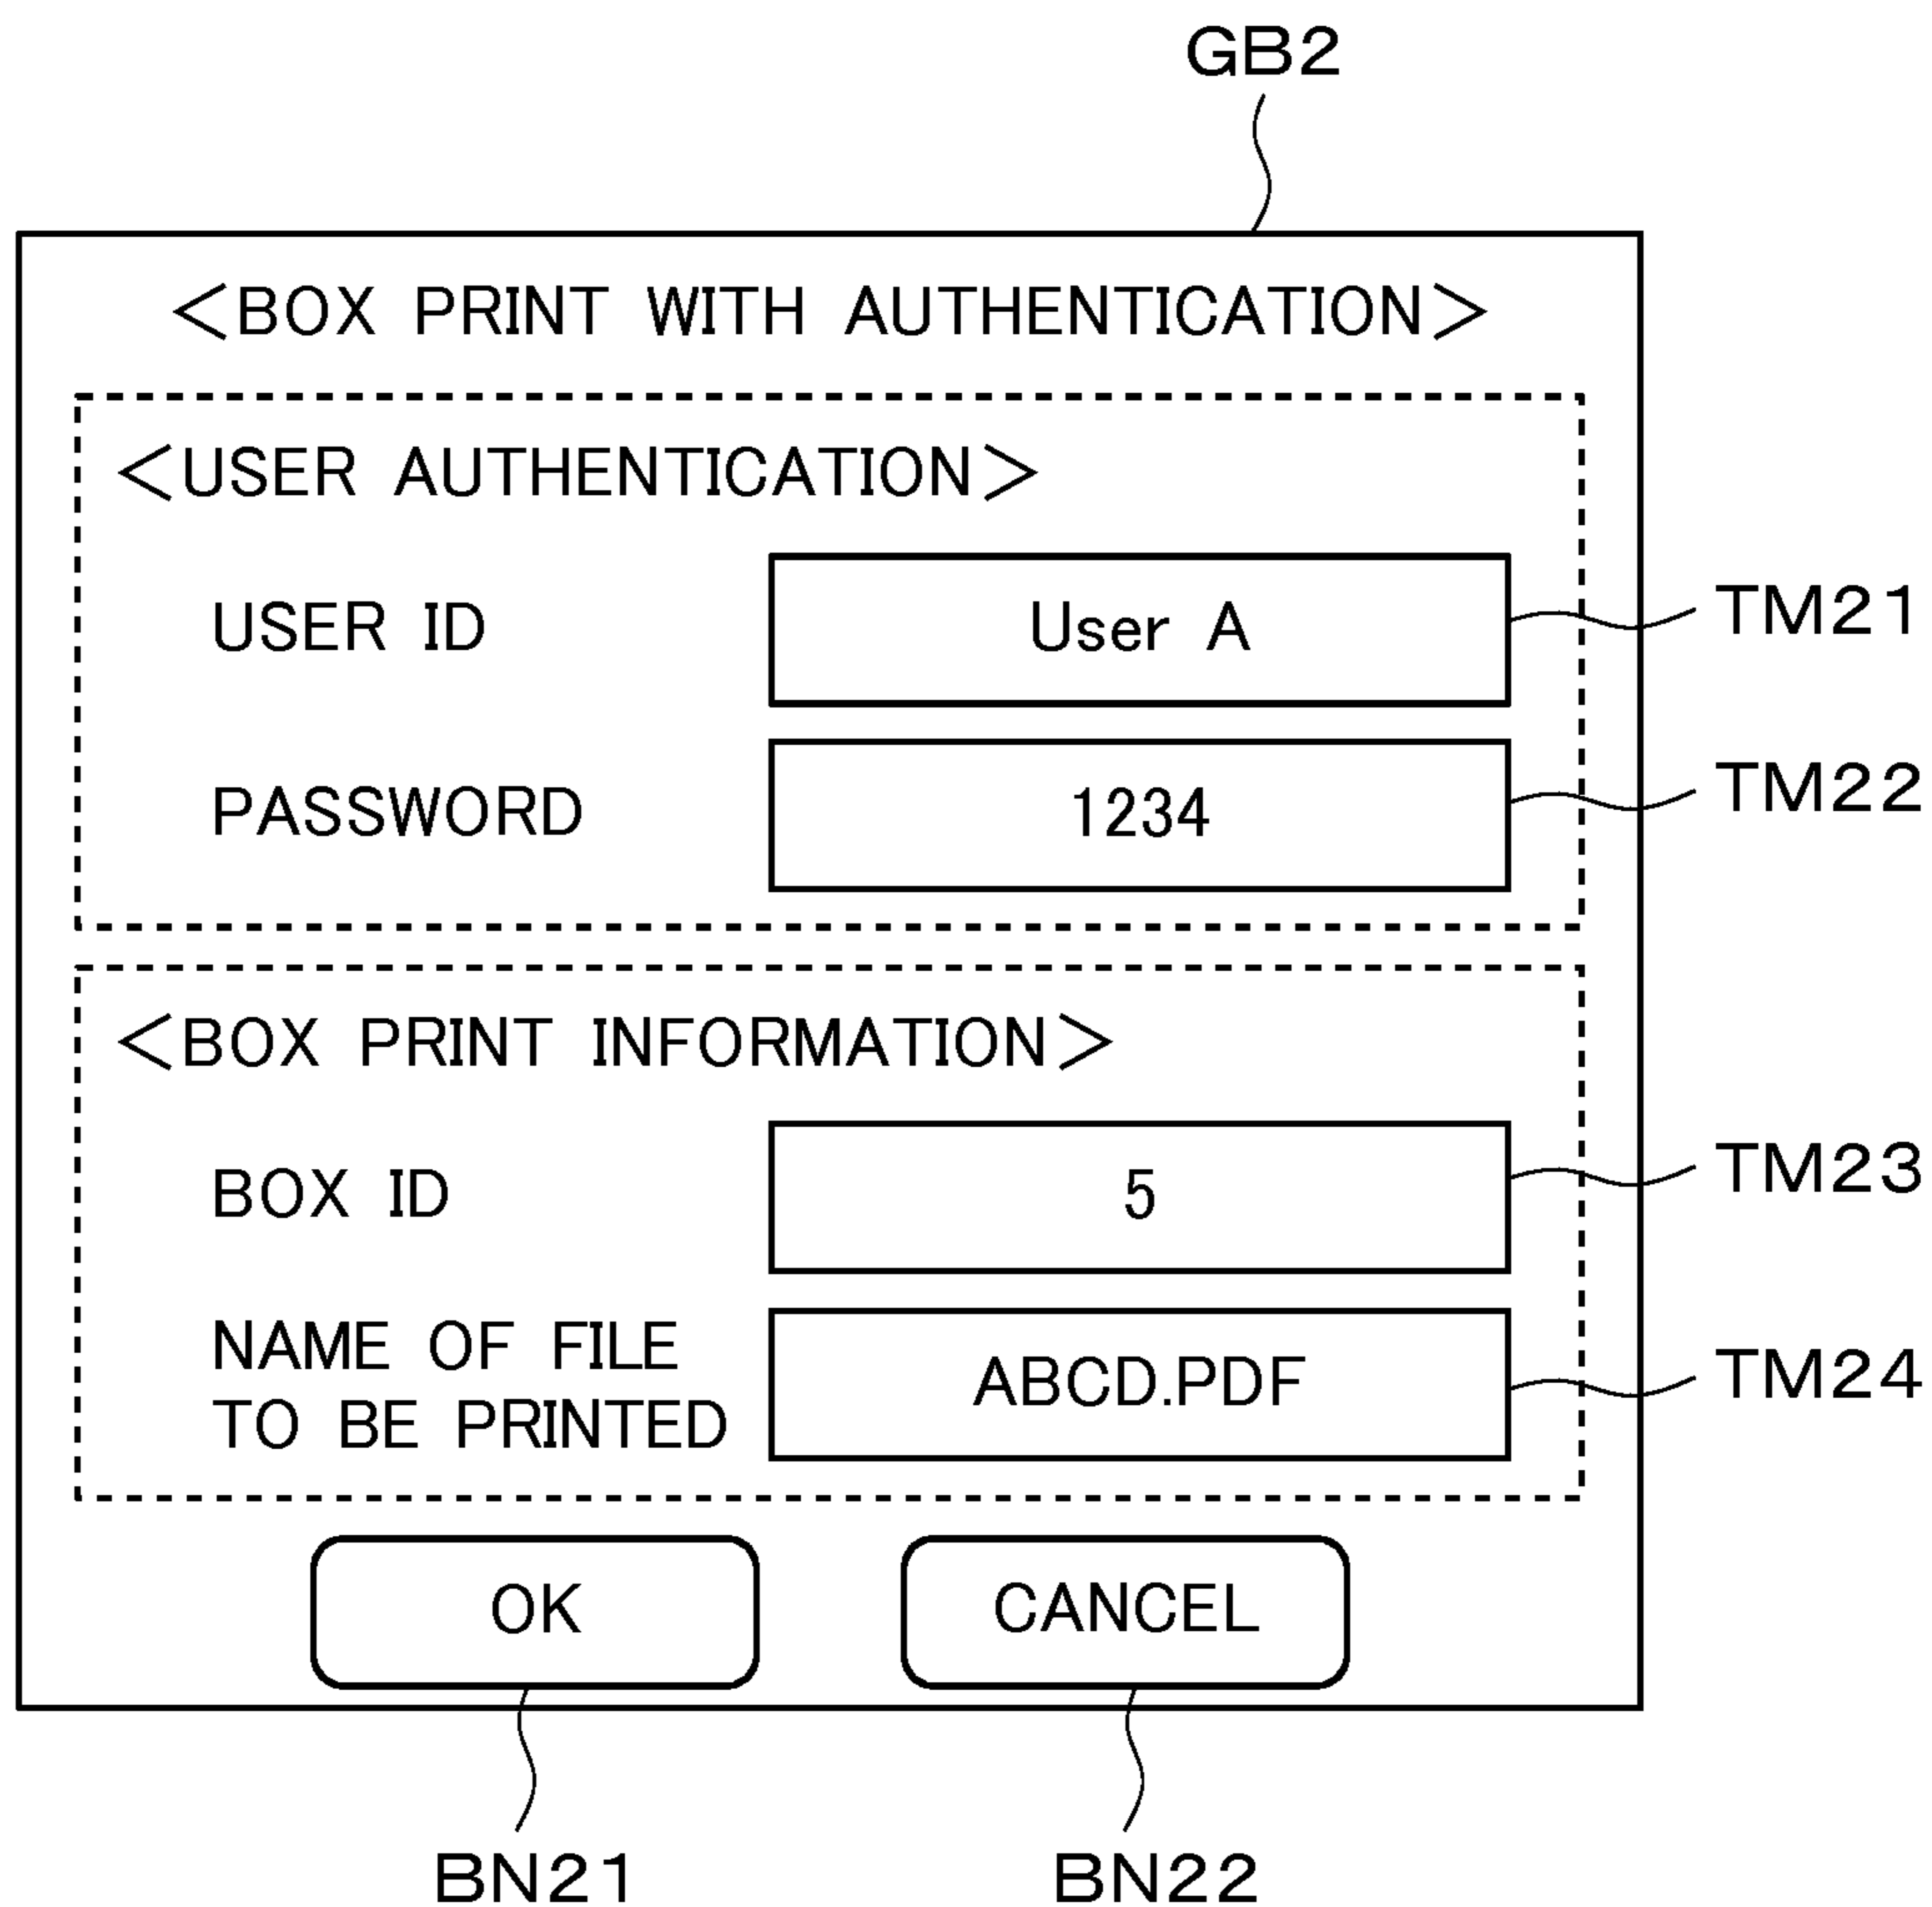 GB2
<BOX PRINT WITH AUTHENTICATION>
<USER AUTHENTICATION>
USER ID User A TM21
PASSWORD 1234 TM22
<BOX PRINT INFORMATION>
BOX ID 5 TM23
NAME OF FILE
TO BE PRINTED ABCD.PDF TM24
OK CANCEL
BN21 BN22